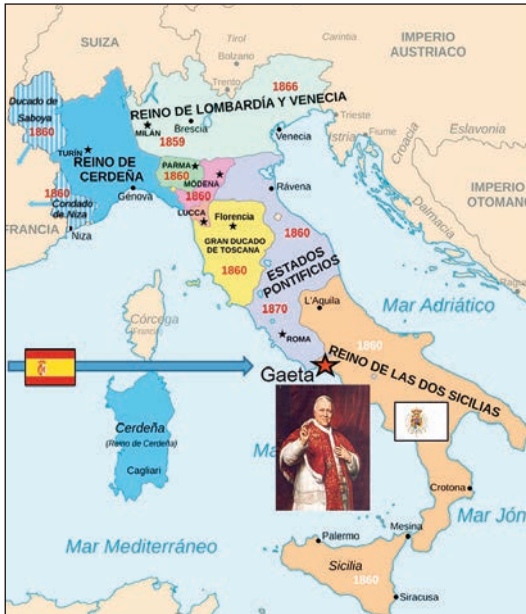 SUIZA
Tirol
Carintia
IMPERIO
AUSTRIACO
Bolzano
Trento
Ducado de
Saboya
1860
1866
REINO DE LOMBARDÍA Y VENECIA
MILÁN
Brescia
1859
Venecia
Trieste
Istria
Fiume
Croacia
Eslavonia
TURÍN
REINO DE
CERDEÑA
PARMA
1860
MÓDENA
1860
Génova
Rávena
1860
Condado
de Niza
Niza
FRANCIA
LUCCA
Florencia
GRAN DUCADO
DE TOSCANA
1860
1860
ESTADOS
PONTIFICIOS
1870
IMPERIO
OTOMANO
Dalmacia
Córcega
L'Aquila
Mar Adriático
ROMA
1860
REINO DE LAS DOS SICILIAS
Gaeta
Cerdeña
(Reino de Cerdeña)
Cagliari
Crotona
Mar Mediterráneo
Palermo
Mesina
Sicilia
1860
Siracusa